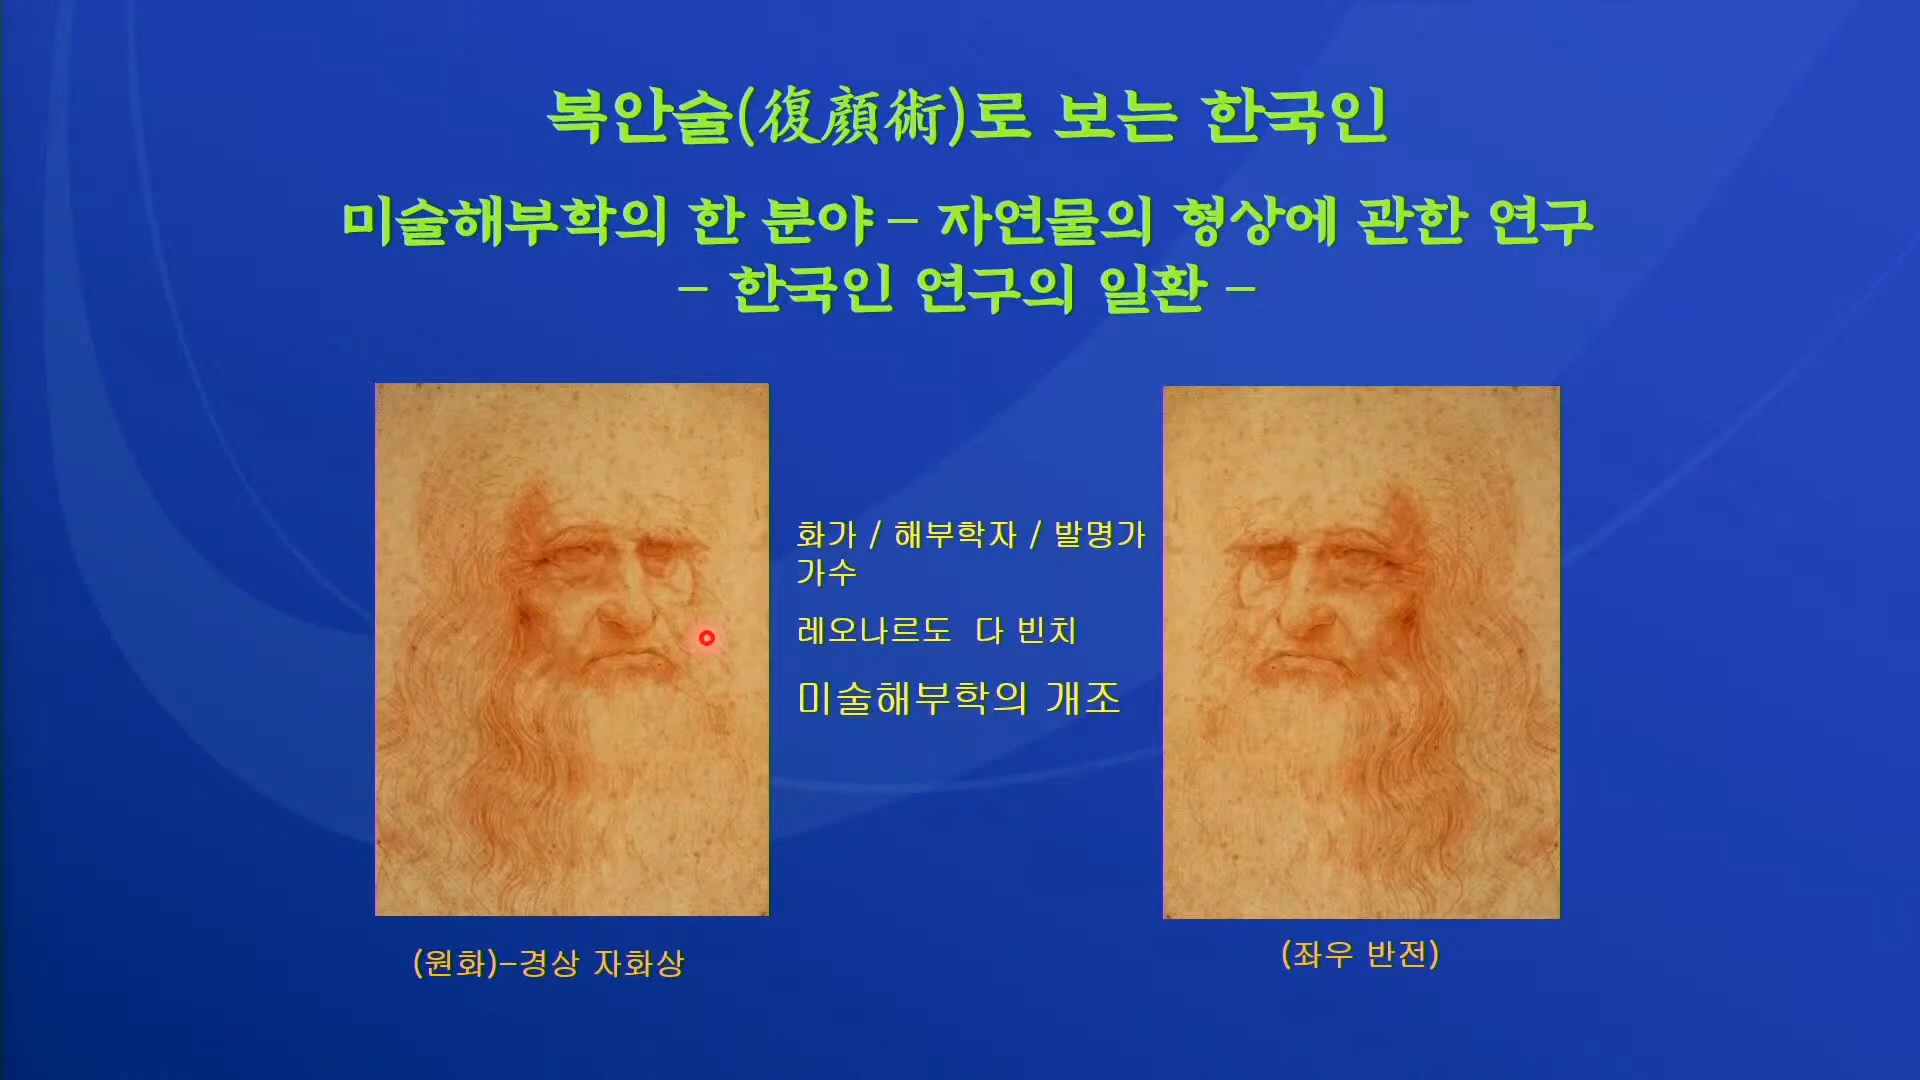 복안술(復顔術)로 보는 한국인
미술해부학의 한 분야 – 자연물의 형상에 관한 연구
– 한국인 연구의 일환 –
화가 / 해부학자 / 발명가
가수
레오나르도 다 빈치
미술해부학의 개조
(원화)–경상 자화상
(좌우 반전)